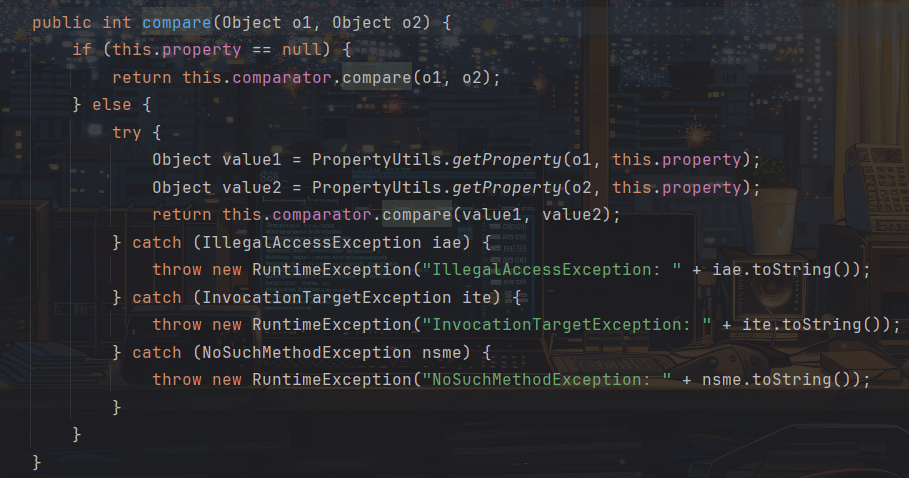 public int compare(Object o1, Object o2) {
    if (this.property == null) {
        return this.comparator.compare(o1, o2);
    } else {
        try {
            Object value1 = PropertyUtils.getProperty(o1, this.property);
            Object value2 = PropertyUtils.getProperty(o2, this.property);
            return this.comparator.compare(value1, value2);
        } catch (IllegalAccessException iae) {
            throw new RuntimeException("IllegalAccessException: " + iae.toString());
        } catch (InvocationTargetException ite) {
            throw new RuntimeException("InvocationTargetException: " + ite.toString());
        } catch (NoSuchMethodException nsme) {
            throw new RuntimeException("NoSuchMethodException: " + nsme.toString());
        }
    }
}